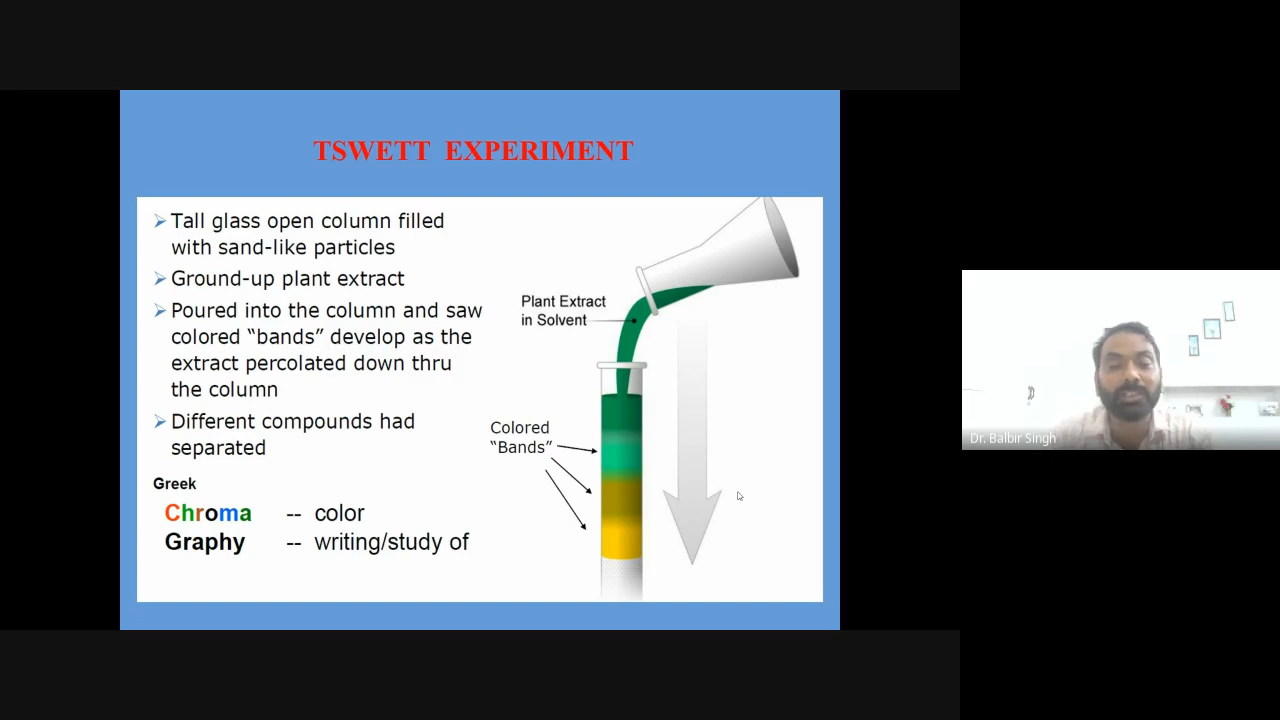 TSWETT EXPERIMENT
Tall glass open column filled
with sand-like particles
Ground-up plant extract
Poured into the column and saw
colored “bands” develop as the
extract percolated down thru
the column
Different compounds had
separated
Greek
Chroma -- color
Graphy -- writing/study of
Plant Extract
in Solvent
Colored
“Bands”
Dr. Balbir Singh